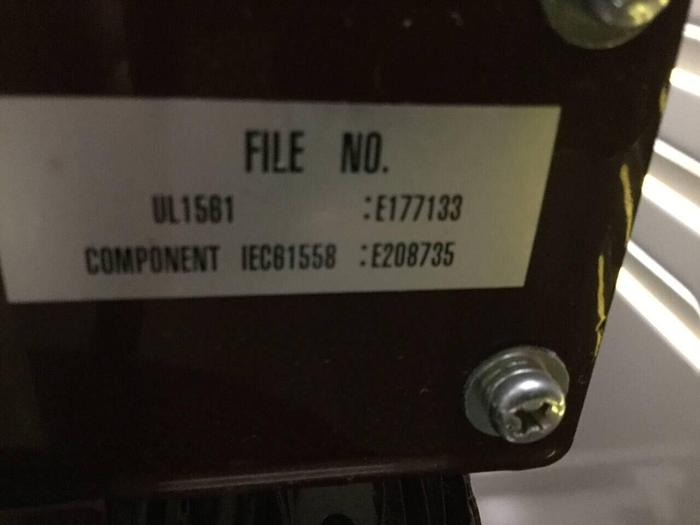 FILE NO.
UL1561 :E177133
COMPONENT IEC61558 :E208735